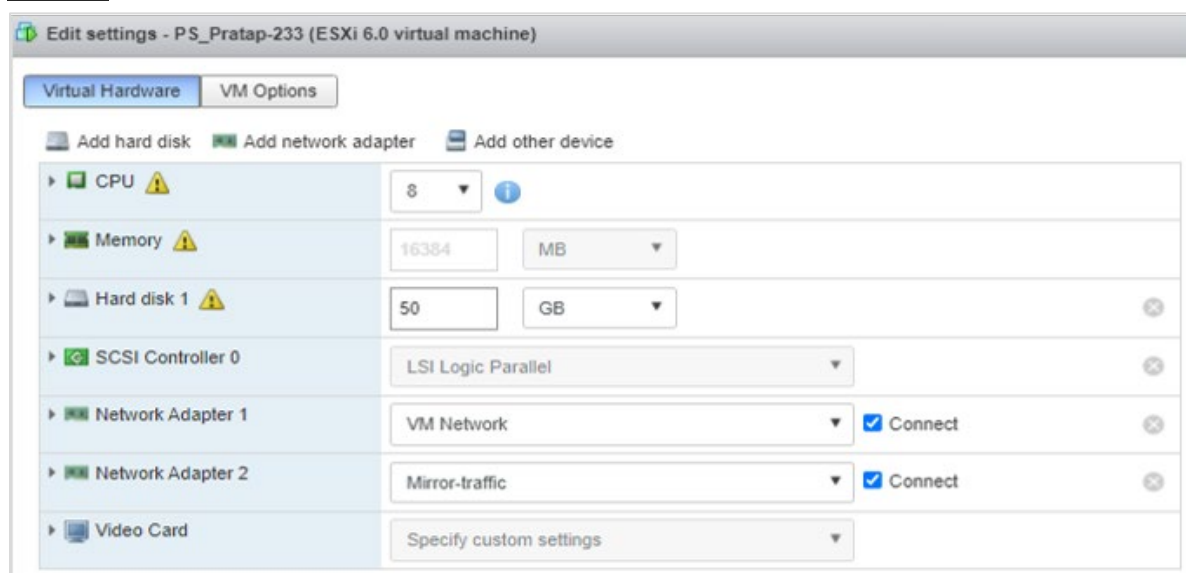 Edit settings - PS_Pratap-233 (ESXi 6.0 virtual machine)
Virtual Hardware VM Options
Add hard disk Add network adapter Add other device
CPU 8
Memory 16384 MB
Hard disk 1 50 GB
SCSI Controller 0 LSI Logic Parallel
Network Adapter 1 VM Network Connect
Network Adapter 2 Mirror-traffic Connect
Video Card Specify custom settings